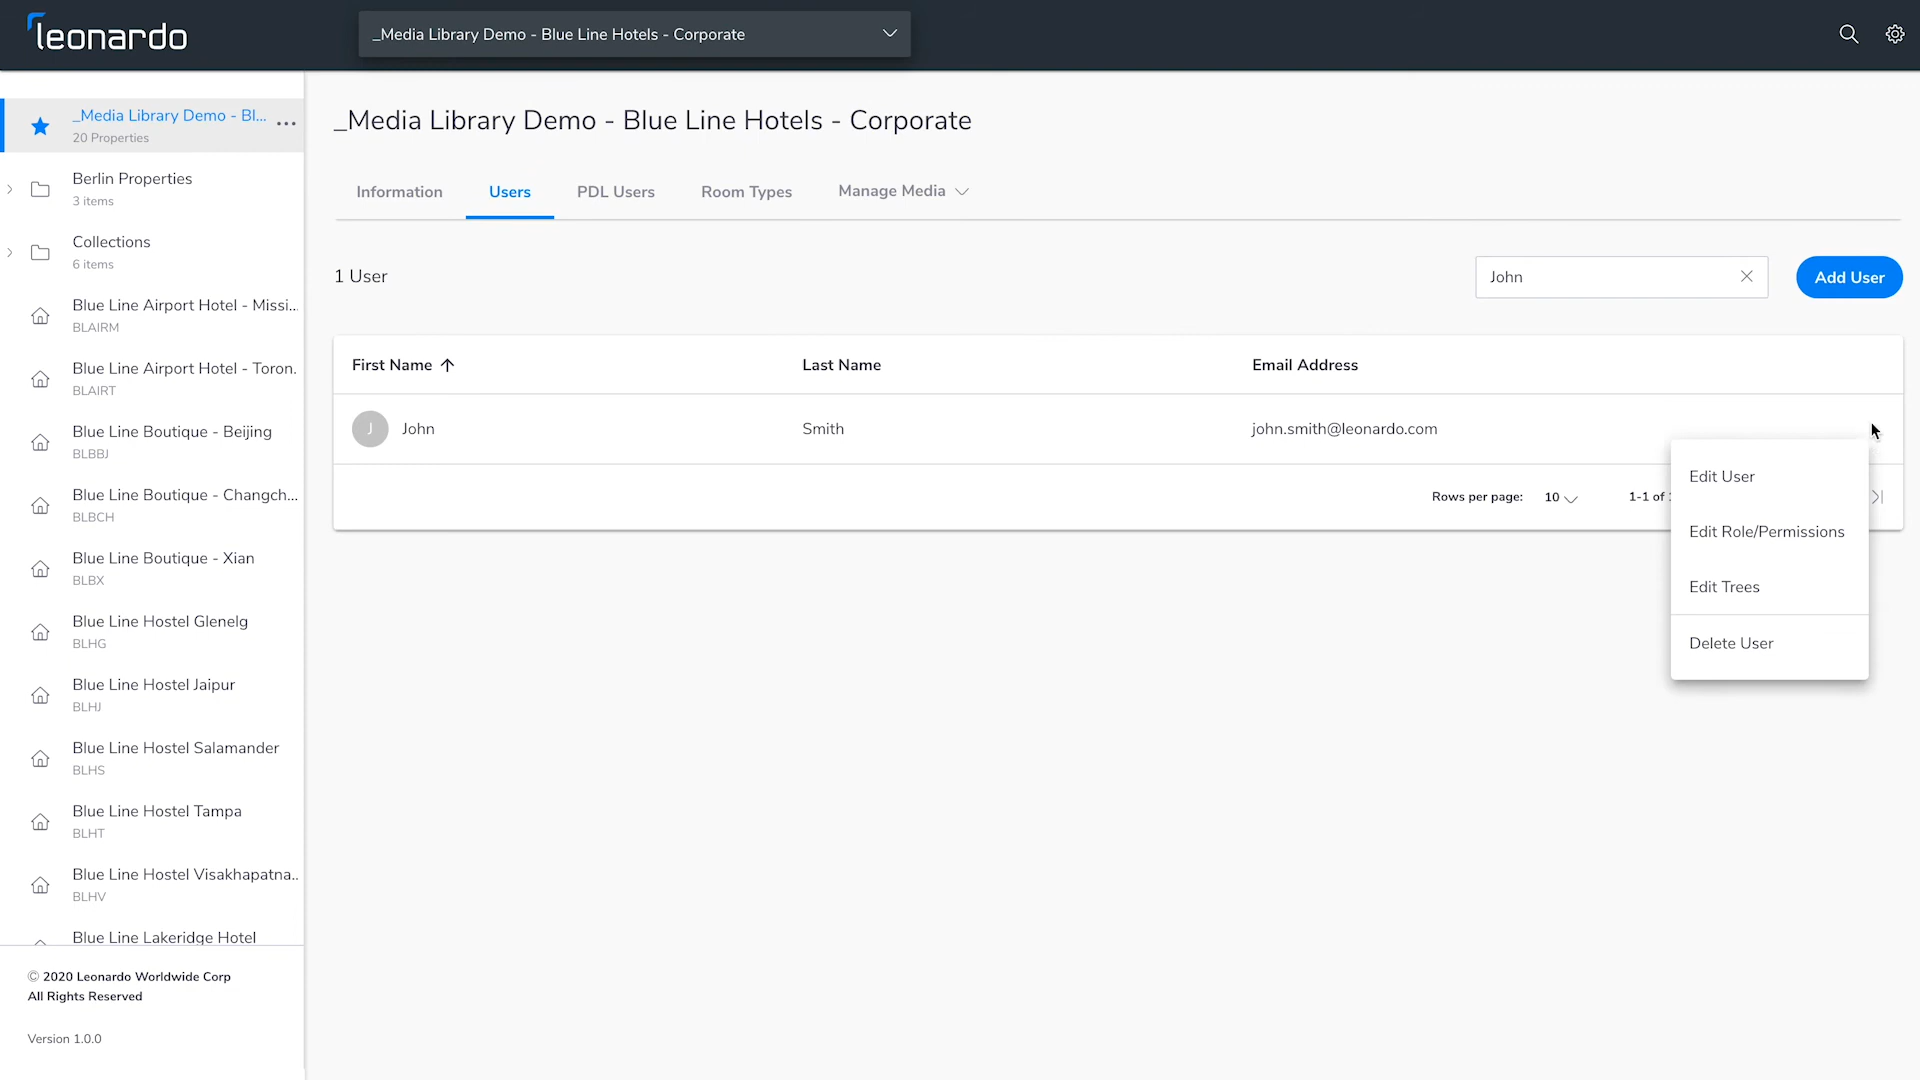 leonardo
_Media Library Demo - Blue Line Hotels - Corporate
_Media Library Demo - Bl...
20 Properties
Berlin Properties
3 items
Collections
6 items
Blue Line Airport Hotel - Missi...
BLAIRM
Blue Line Airport Hotel - Toron.
BLAIRT
Blue Line Boutique - Beijing
BLBBJ
Blue Line Boutique - Changch...
BLBCH
Blue Line Boutique - Xian
BLBX
Blue Line Hostel Glenelg
BLHG
Blue Line Hostel Jaipur
BLHJ
Blue Line Hostel Salamander
BLHS
Blue Line Hostel Tampa
BLHT
Blue Line Hostel Visakhapatna..
BLHV
Blue Line Lakeridge Hotel
© 2020 Leonardo Worldwide Corp
All Rights Reserved
Version 1.0.0
_Media Library Demo - Blue Line Hotels - Corporate
Information Users PDL Users Room Types Manage Media
1 User John Add User
First Name Last Name Email Address
J John Smith john.smith@leonardo.com
Rows per page: 10 1-1 of
Edit User
Edit Role/Permissions
Edit Trees
Delete User